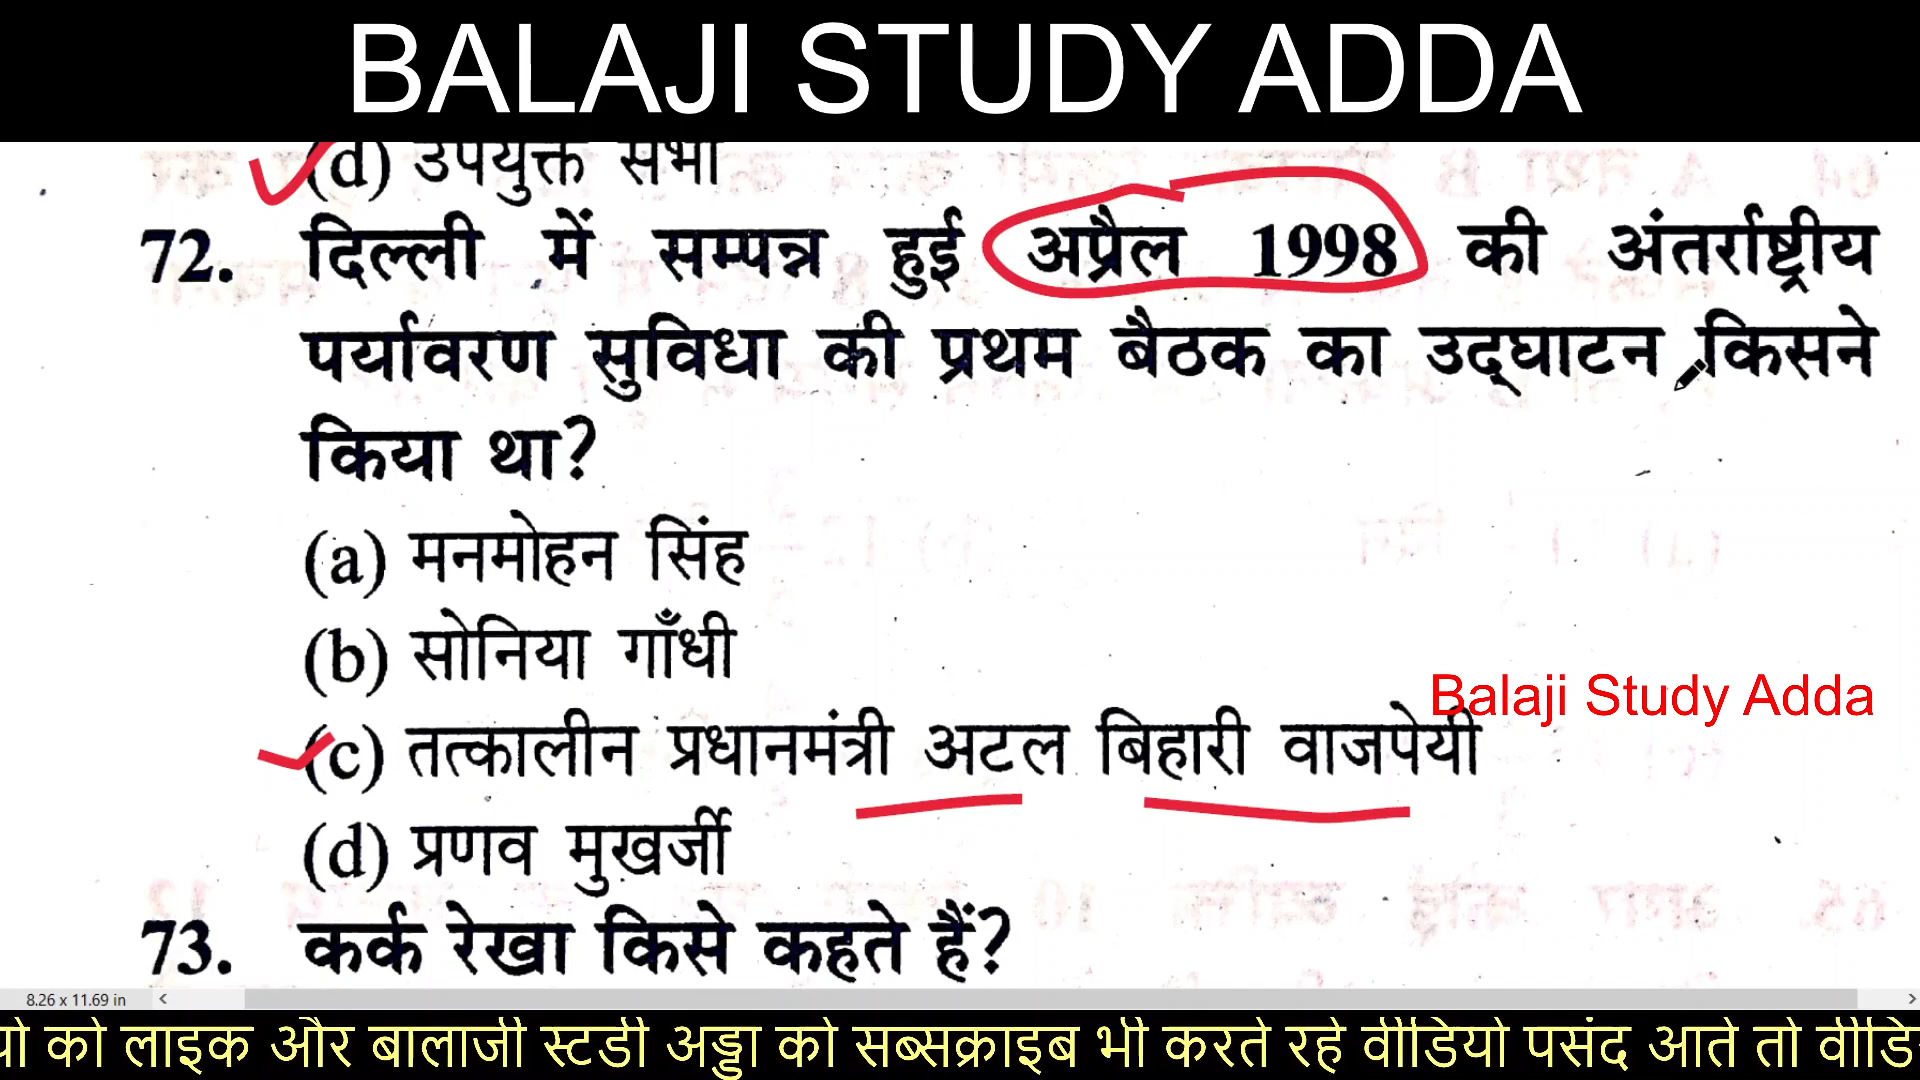 BALAJI STUDY ADDA
(d) उपयुक्त सभी
72. दिल्ली में सम्पन्न हुई अप्रैल 1998 की अंतर्राष्ट्रीय
पर्यावरण सुविधा की प्रथम बैठक का उद्घाटन किसने
किया था?
(a) मनमोहन सिंह
(b) सोनिया गाँधी
Balaji Study Adda
(c) तत्कालीन प्रधानमंत्री अटल बिहारी वाजपेयी
(d) प्रणव मुखर्जी
73. कर्क रेखा किसे कहते हैं?
8.26 x 11.69 in
को लाइक और बालाजी स्टडी अड्डा को सब्सक्राइब भी करते रहे वीडियो पसंद आते तो